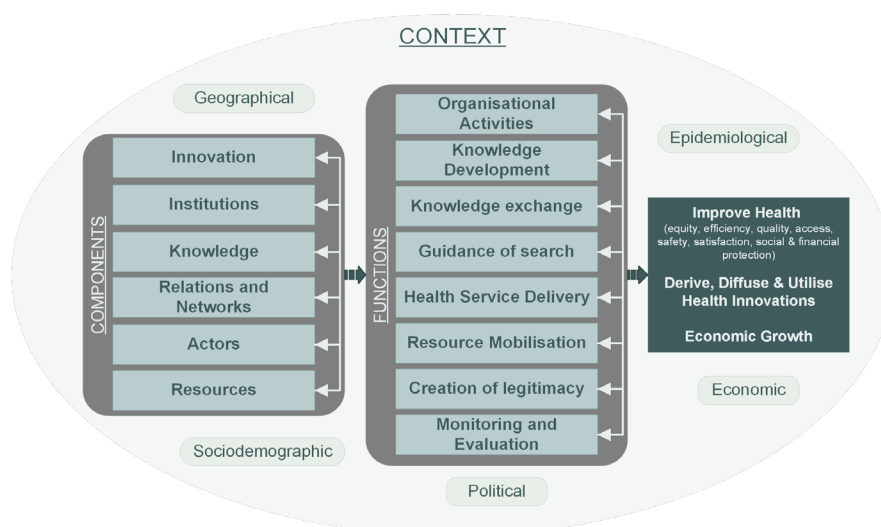 CONTEXT
Geographical
COMPONENTS
Innovation
Institutions
Knowledge
Relations and
Networks
Actors
Resources
Sociodemographic
FUNCTIONS
Organisational
Activities
Knowledge
Development
Knowledge exchange
Guidance of search
Health Service Delivery
Resource Mobilisation
Creation of legitimacy
Monitoring and
Evaluation
Political
Epidemiological
Improve Health
(equity, efficiency, quality, access,
safety, satisfaction, social & financial
protection)
Derive, Diffuse & Utilise
Health Innovations
Economic Growth
Economic